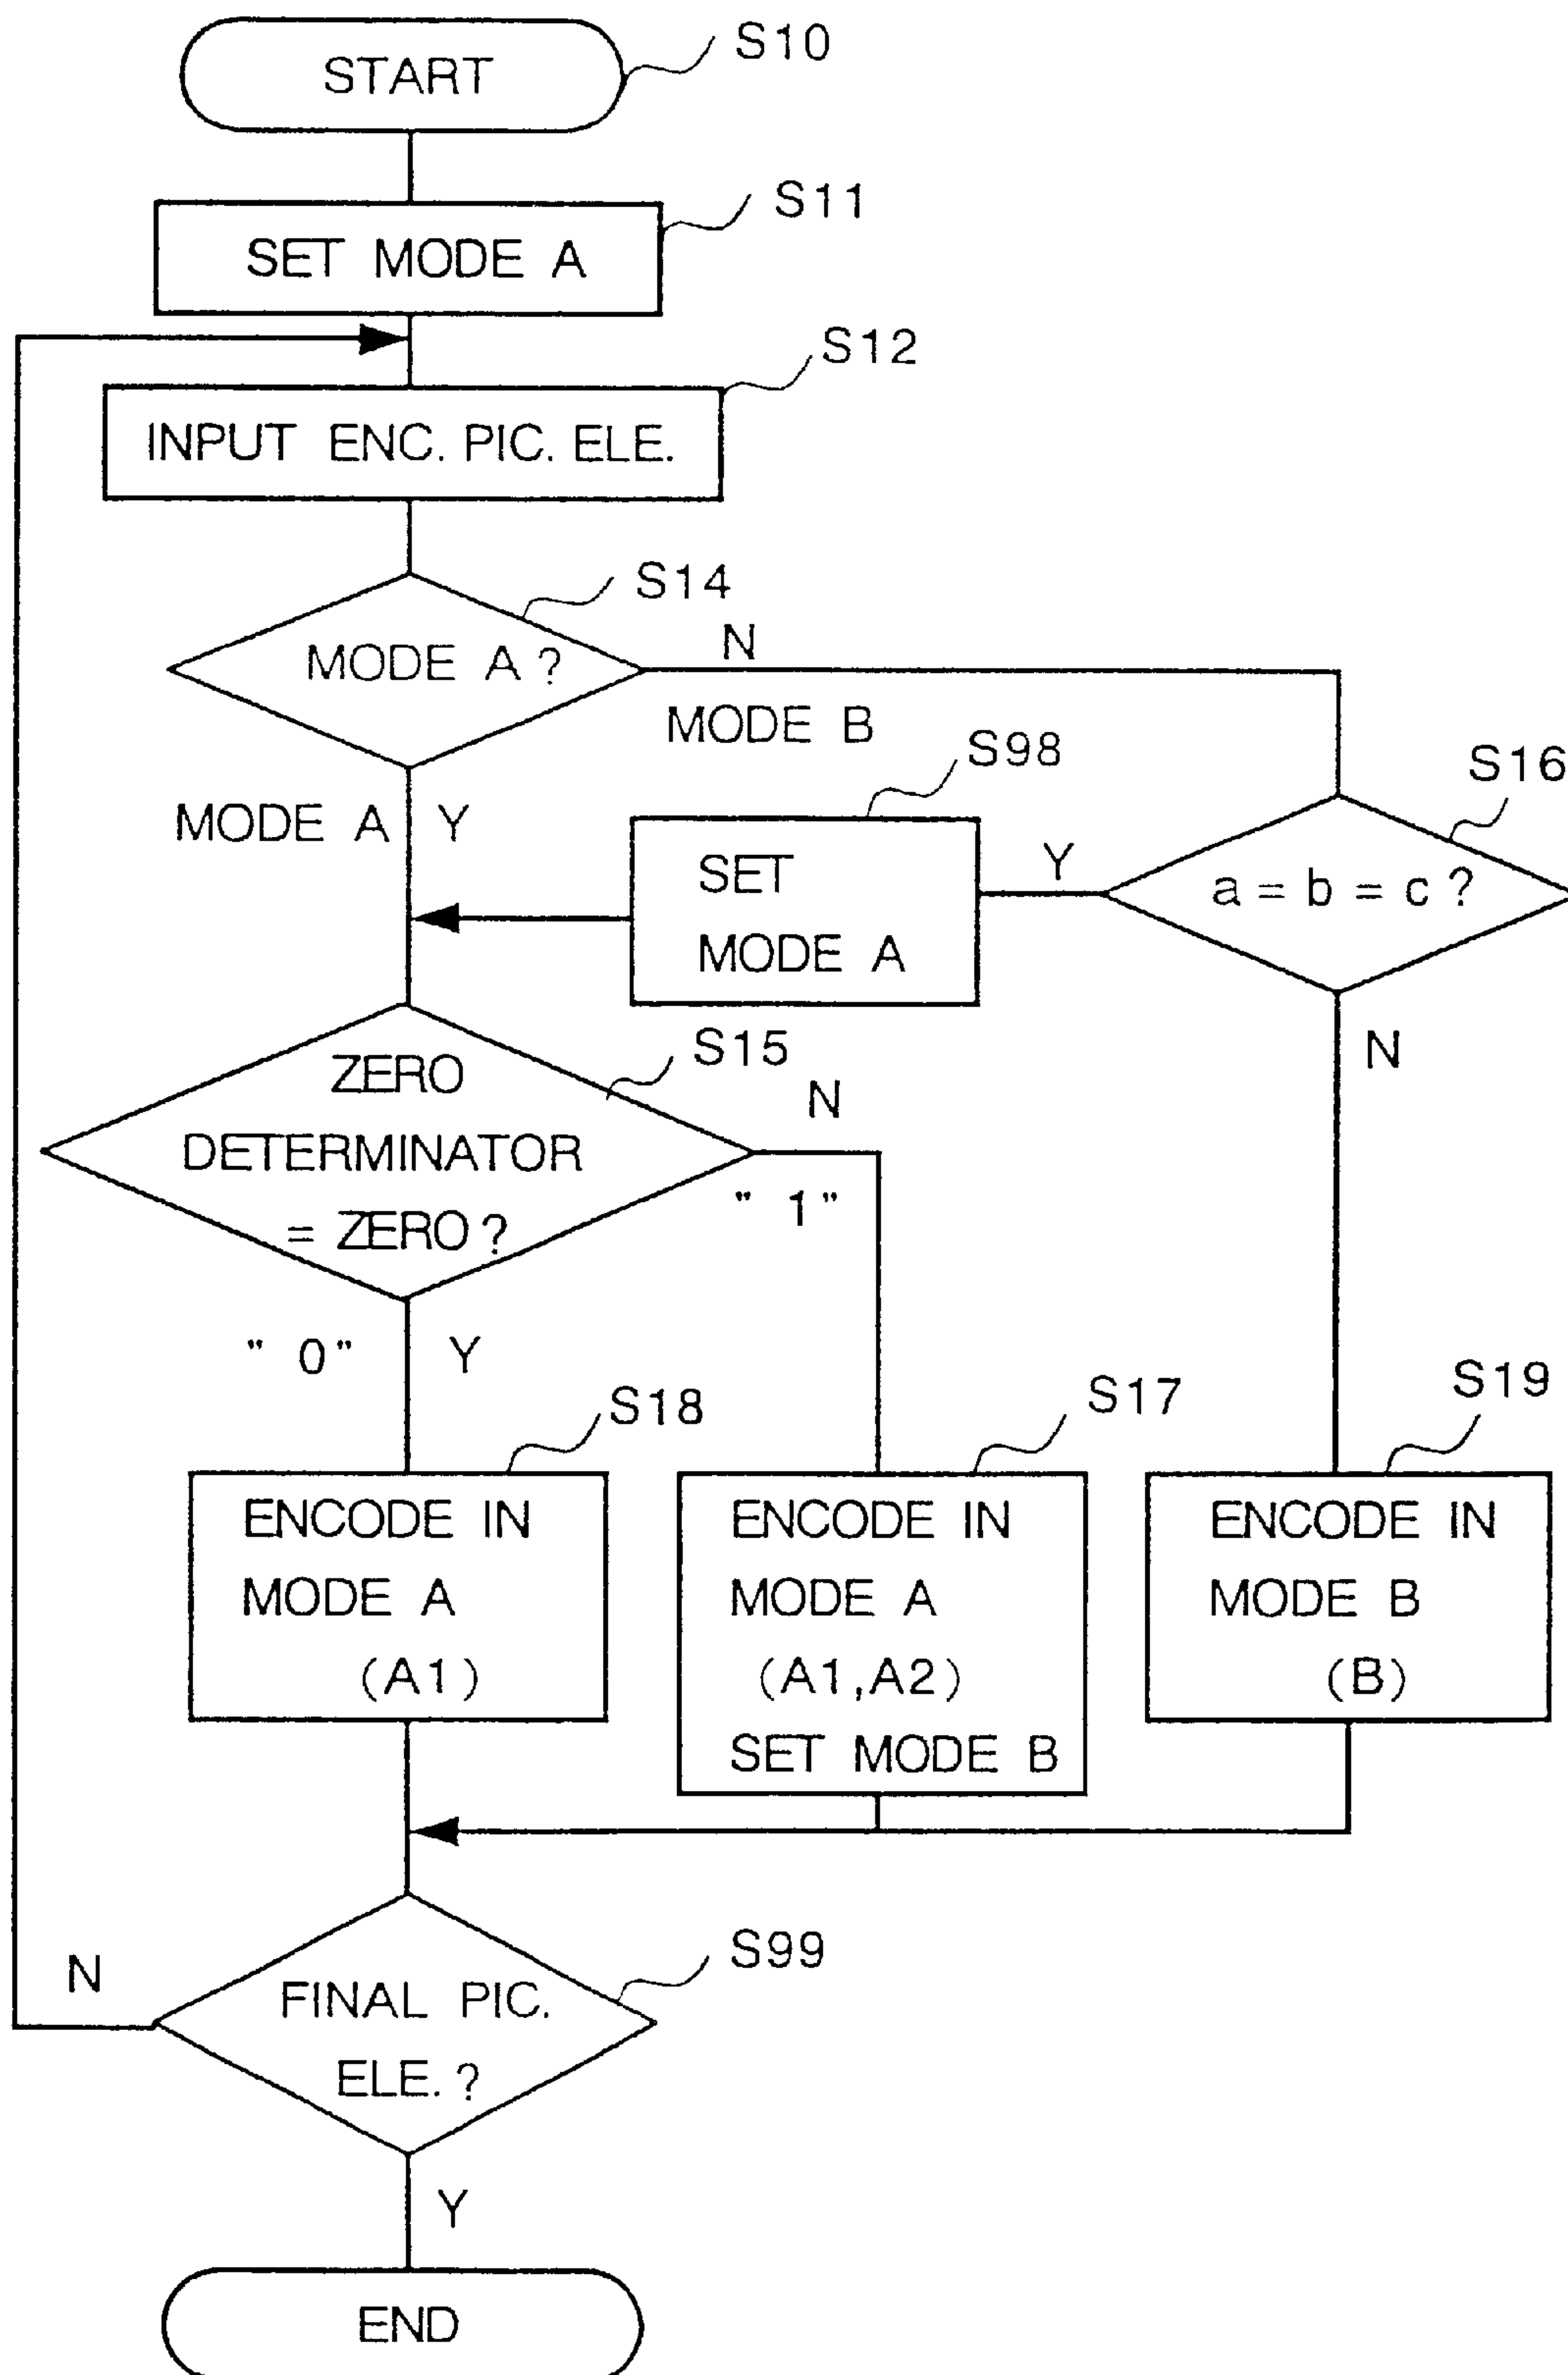 START
S10
SET MODE A
S11
INPUT ENC. PIC. ELE.
S12
MODE A ?
S14
N
MODE B
MODE A
Y
SET
MODE A
S98
Y
a = b = c ?
S16
N
ZERO
DETERMINATOR
= ZERO ?
S15
N
" 1"
" 0"
Y
ENCODE IN
MODE A
(A1)
S18
ENCODE IN
MODE A
(A1,A2)
SET MODE B
S17
ENCODE IN
MODE B
(B)
S19
FINAL PIC.
ELE. ?
S99
N
Y
END